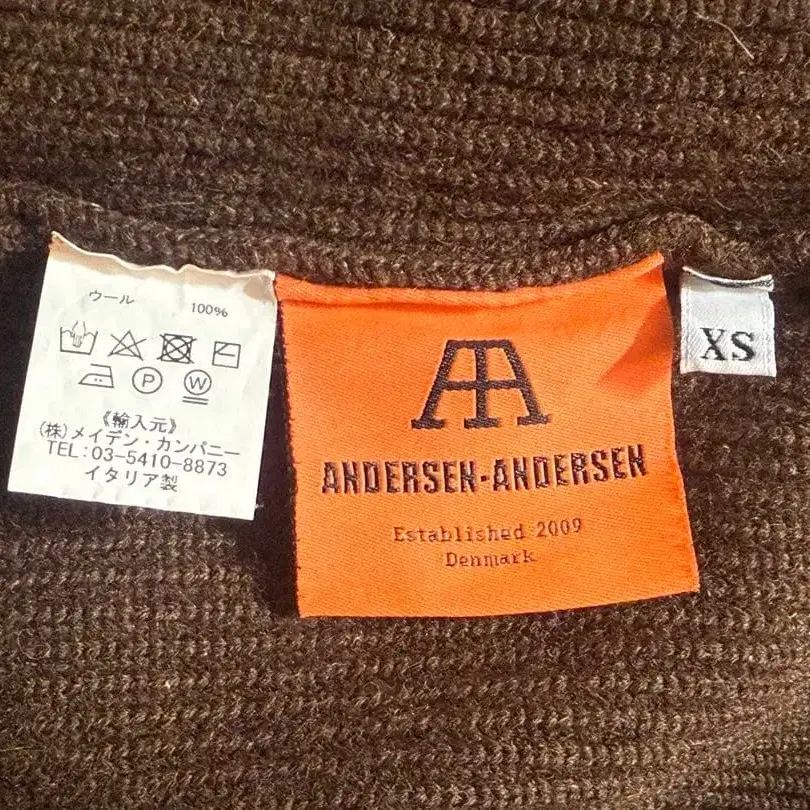 ウール 100%
P W
《輸入元》
(株)メイデン・カンパニー
TEL:03-5410-8873
イタリア製
AA
ANDERSEN-ANDERSEN
Established 2009
Denmark
XS